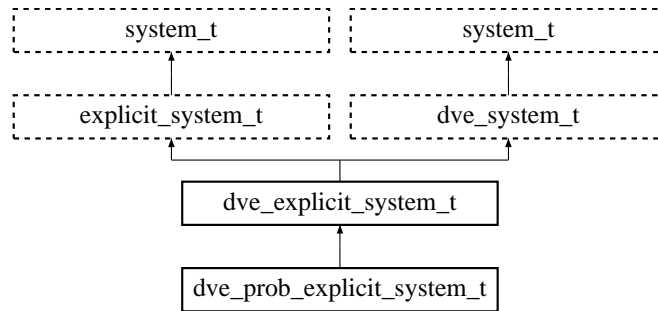 system_t
system_t
explicit_system_t
dve_system_t
dve_explicit_system_t
dve_prob_explicit_system_t